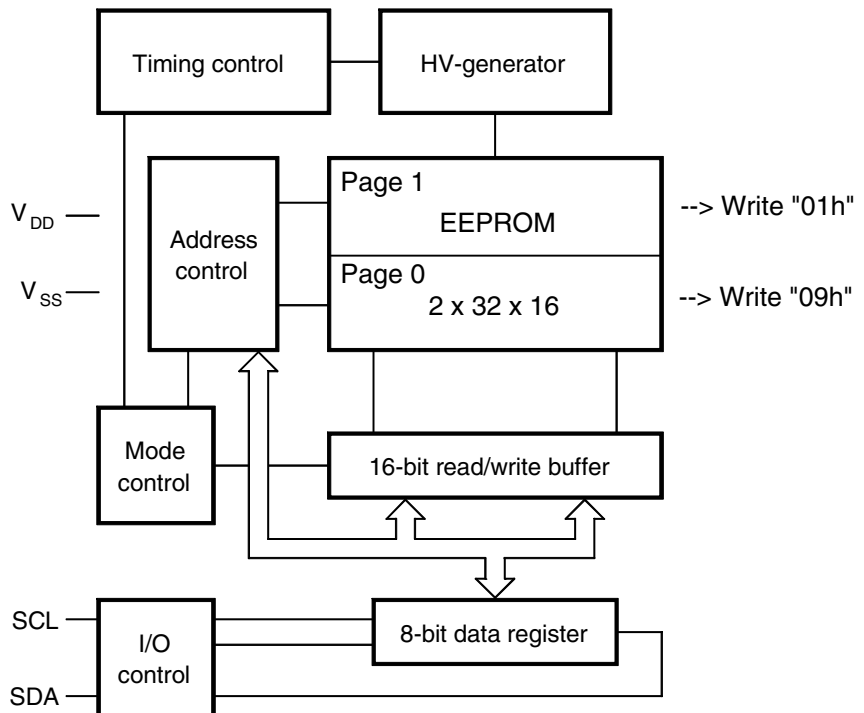 Timing control
HV-generator
Page 1
EEPROM
--> Write "01h"
V DD
Address
control
V SS
Page 0
2 x 32 x 16
--> Write "09h"
Mode
control
16-bit read/write buffer
SCL
I/O
control
8-bit data register
SDA